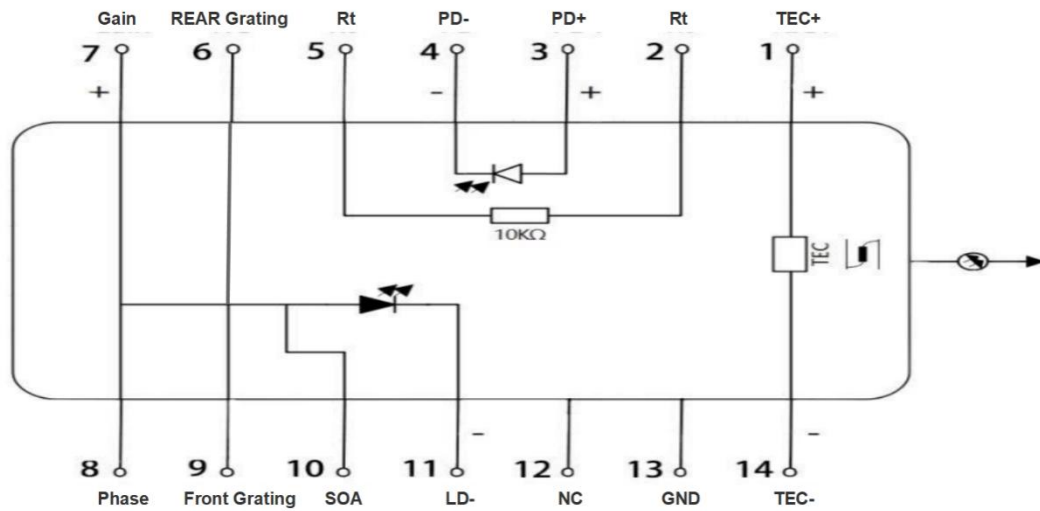 Gain REAR Grating Rt PD- PD+ Rt TEC+
7 6 5 4 3 2 1
+ - + +
10KΩ
TEC
- -
8 9 10 11 12 13 14
Phase Front Grating SOA LD- NC GND TEC-